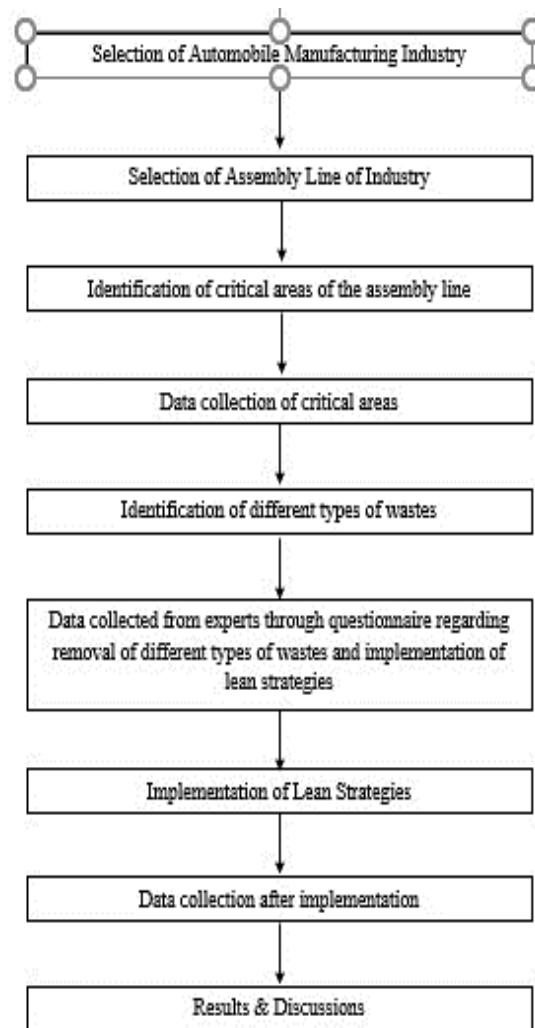 Selection of Automobile Manufacturing Industry
Selection of Assembly Line of Industry
Identification of critical areas of the assembly line
Data collection of critical areas
Identification of different types of wastes
Data collected from experts through questionnaire regarding
removal of different types of wastes and implementation of
lean strategies
Implementation of Lean Strategies
Data collection after implementation
Results & Discussions